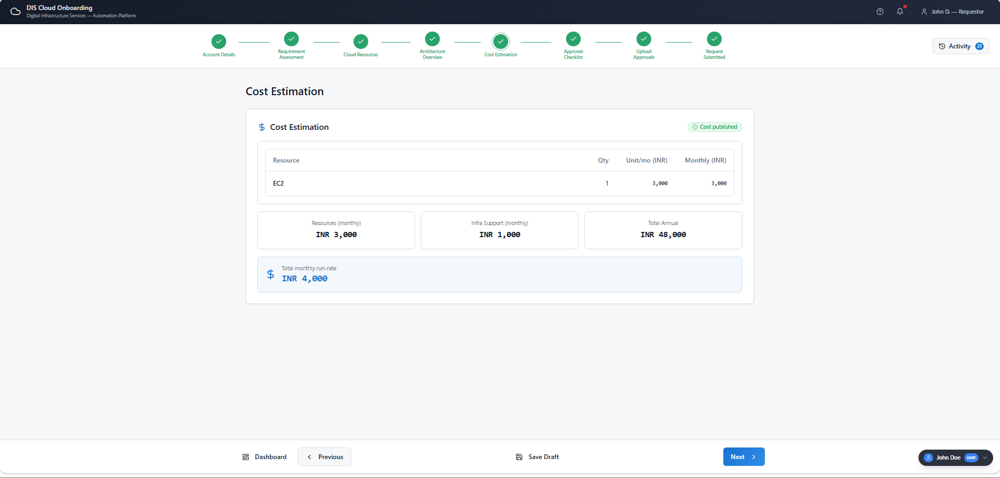 DIS Cloud Onboarding
Digital Infrastructure Services — Automation Platform
John D. — Requestor
Account Details
Requirement
Assessment
Cloud Resources
Architecture
Overview
Cost Estimation
Approval
Checklist
Upload
Approvals
Request
Submitted
Activity 21
Cost Estimation
$ Cost Estimation
Cost published
Resource Qty Unit/mo (INR) Monthly (INR)
EC2 1 3,000 3,000
Resources (monthly)
INR 3,000
Infra Support (monthly)
INR 1,000
Total Annual
INR 48,000
$ Total monthly run-rate
INR 4,000
Dashboard
Previous
Save Draft
Next
John Doe user